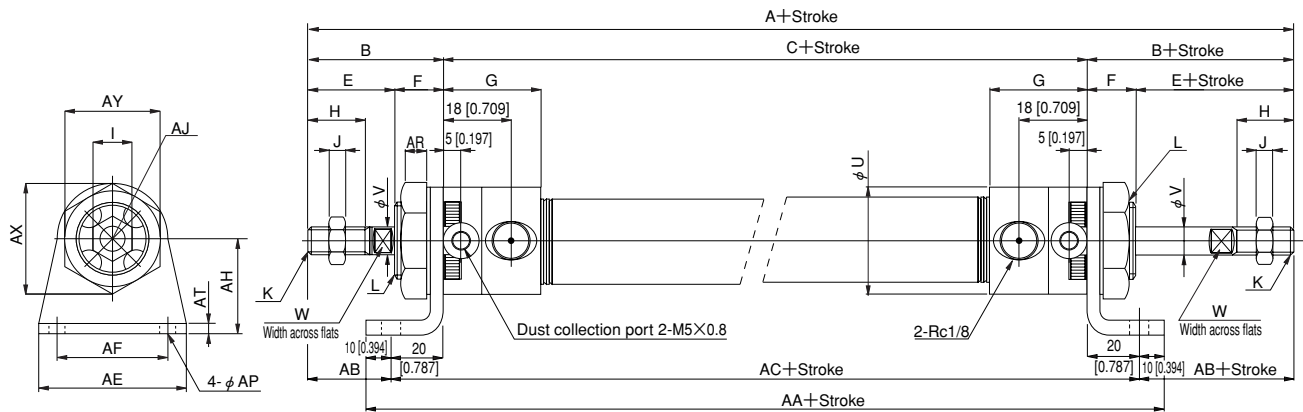 A+Stroke
B
C+Stroke
B+Stroke
E
F
G
G
F
E+Stroke
H
18 [0.709]
18 [0.709]
H
J
AR
5 [0.197]
5 [0.197]
J
AY
I
AJ
φV
φU
L
φV
AX
AH
AT
K
W
Width across flats
L
Dust collection port 2-M5×0.8
2-Rc1/8
W
Width across flats
K
AF
AE
4-φAP
10 [0.394]
20
[0.787]
20
[0.787]
10 [0.394]
AB
AC+Stroke
AB+Stroke
AA+Stroke